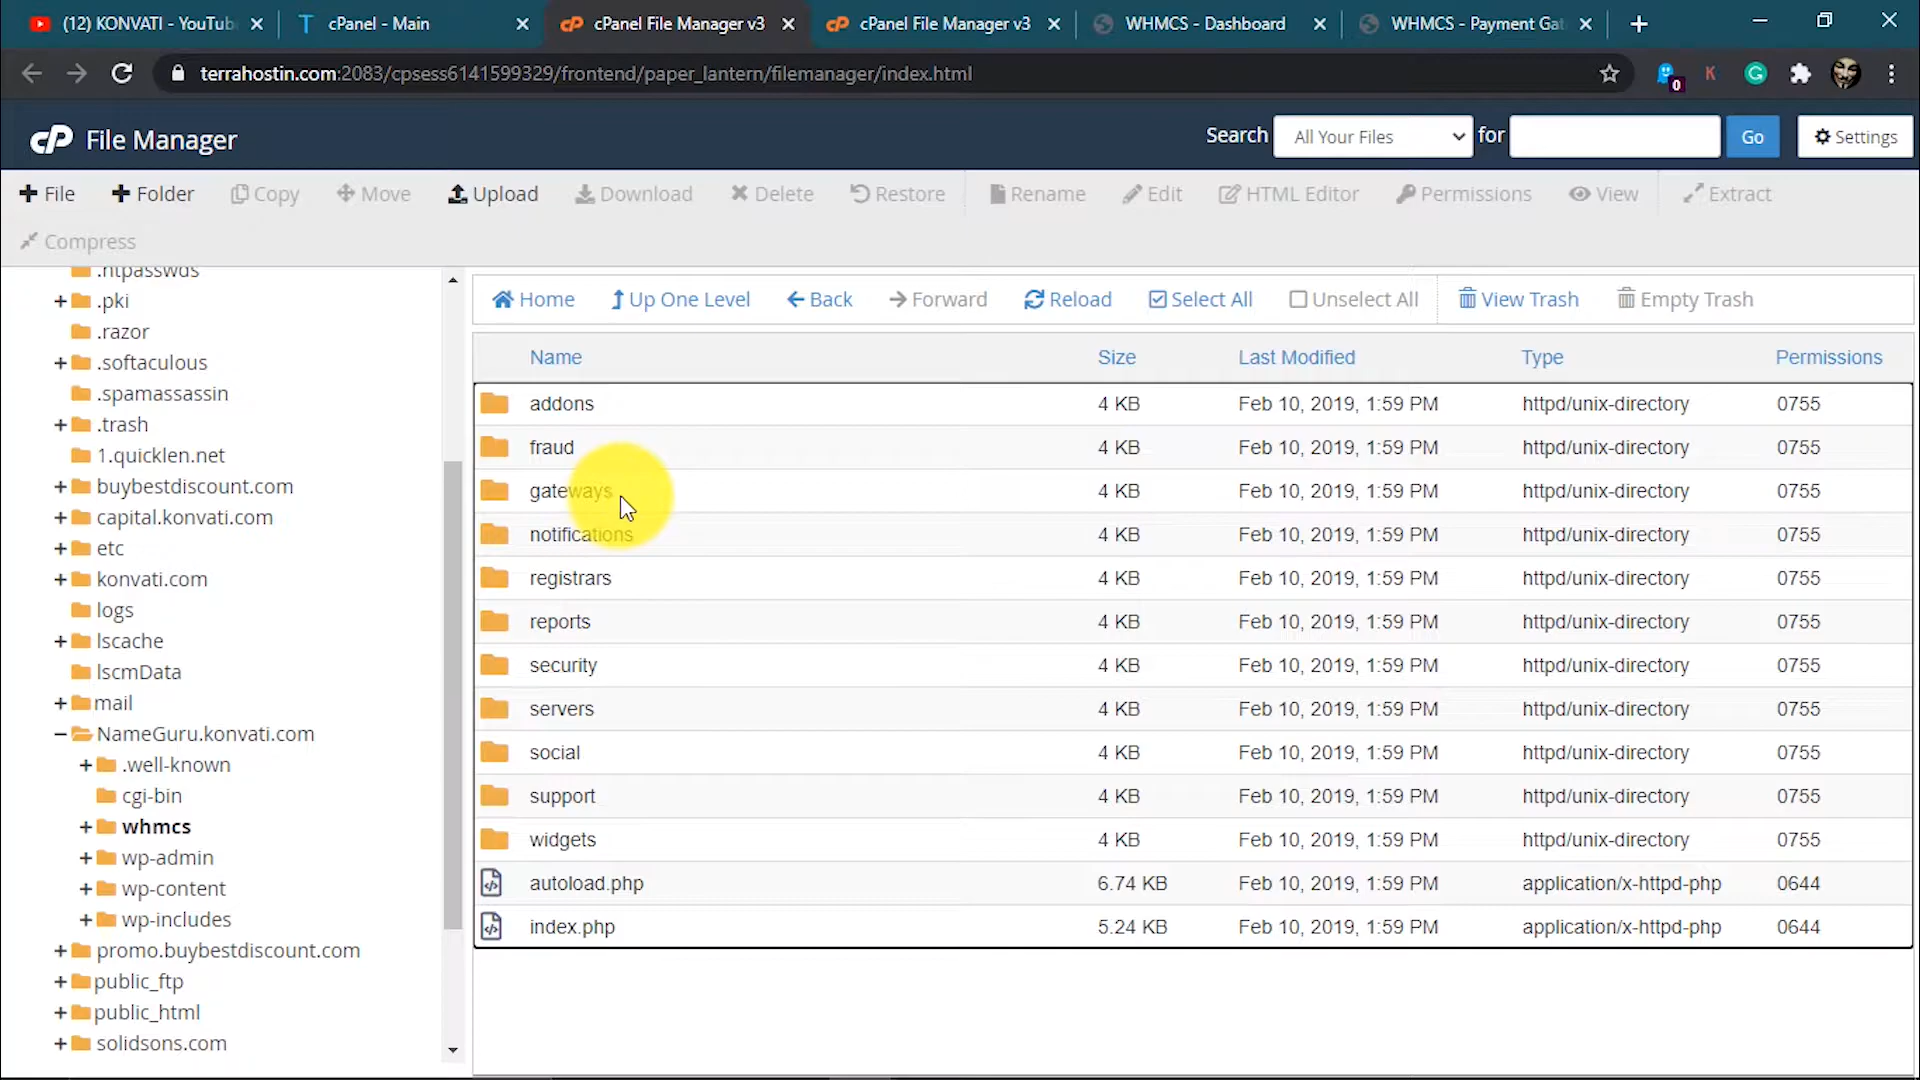 (12) KONVATI - YouTub
cPanel - Main
cPanel File Manager v3
cPanel File Manager v3
WHMCS - Dashboard
WHMCS - Payment Gat
terrahostin.com:2083/cpsess6141599329/frontend/paper_lantern/filemanager/index.html
0
K
G
cP File Manager
Search All Your Files for Go Settings
File Folder Copy Move Upload Download Delete Restore Rename Edit HTML Editor Permissions View Extract
Compress
.htpasswds
.pki
.razor
.softaculous
.spamassassin
.trash
1.quicklen.net
buybestdiscount.com
capital.konvati.com
etc
konvati.com
logs
lscache
lscmData
mail
NameGuru.konvati.com
.well-known
cgi-bin
whmcs
wp-admin
wp-content
wp-includes
promo.buybestdiscount.com
public_ftp
public_html
solidsons.com
Home Up One Level Back Forward Reload Select All Unselect All View Trash Empty Trash
Name Size Last Modified Type Permissions
addons 4 KB Feb 10, 2019, 1:59 PM httpd/unix-directory 0755
fraud 4 KB Feb 10, 2019, 1:59 PM httpd/unix-directory 0755
gateways 4 KB Feb 10, 2019, 1:59 PM httpd/unix-directory 0755
notifications 4 KB Feb 10, 2019, 1:59 PM httpd/unix-directory 0755
registrars 4 KB Feb 10, 2019, 1:59 PM httpd/unix-directory 0755
reports 4 KB Feb 10, 2019, 1:59 PM httpd/unix-directory 0755
security 4 KB Feb 10, 2019, 1:59 PM httpd/unix-directory 0755
servers 4 KB Feb 10, 2019, 1:59 PM httpd/unix-directory 0755
social 4 KB Feb 10, 2019, 1:59 PM httpd/unix-directory 0755
support 4 KB Feb 10, 2019, 1:59 PM httpd/unix-directory 0755
widgets 4 KB Feb 10, 2019, 1:59 PM httpd/unix-directory 0755
autoload.php 6.74 KB Feb 10, 2019, 1:59 PM application/x-httpd-php 0644
index.php 5.24 KB Feb 10, 2019, 1:59 PM application/x-httpd-php 0644